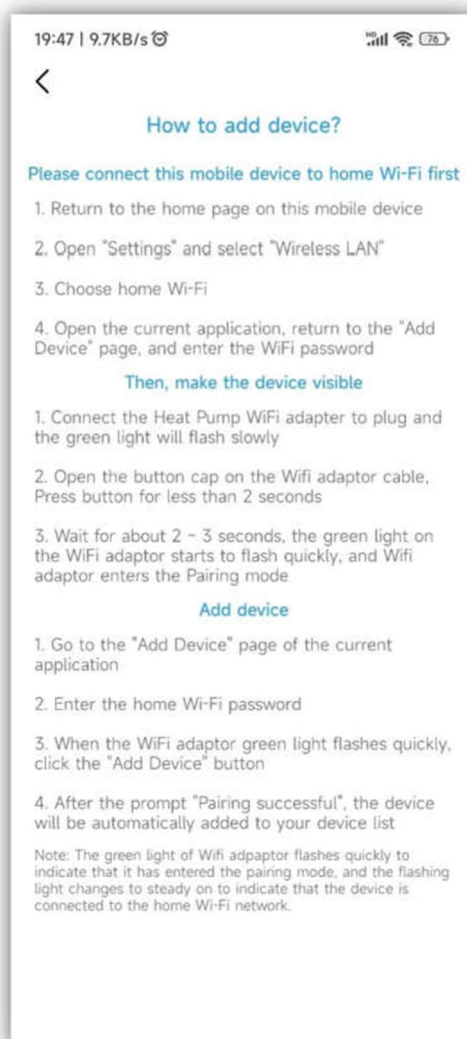 19:47 | 9.7KB/s
HD
76
How to add device?
Please connect this mobile device to home Wi-Fi first
1. Return to the home page on this mobile device
2. Open "Settings" and select "Wireless LAN"
3. Choose home Wi-Fi
4. Open the current application, return to the "Add
Device" page, and enter the WiFi password
Then, make the device visible
1. Connect the Heat Pump WiFi adapter to plug and
the green light will flash slowly
2. Open the button cap on the Wifi adaptor cable,
Press button for less than 2 seconds
3. Wait for about 2 - 3 seconds, the green light on
the WiFi adaptor starts to flash quickly, and Wifi
adaptor enters the Pairing mode
Add device
1. Go to the "Add Device" page of the current
application
2. Enter the home Wi-Fi password
3. When the WiFi adaptor green light flashes quickly,
click the "Add Device" button
4. After the prompt "Pairing successful", the device
will be automatically added to your device list
Note: The green light of Wifi adpaptor flashes quickly to
indicate that it has entered the pairing mode, and the flashing
light changes to steady on to indicate that the device is
connected to the home Wi-Fi network.